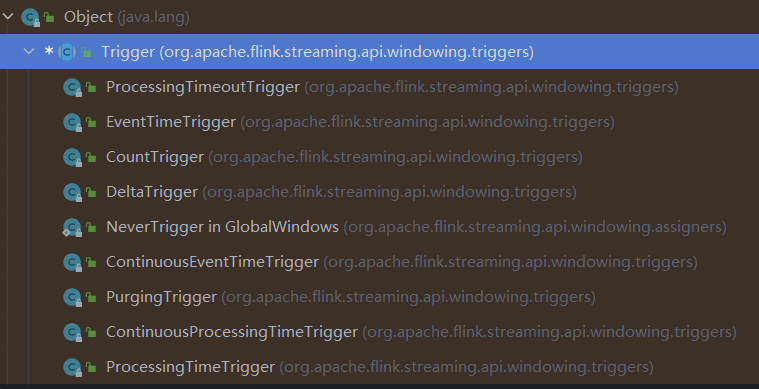 Object (java.lang)
* Trigger (org.apache.flink.streaming.api.windowing.triggers)
ProcessingTimeoutTrigger (org.apache.flink.streaming.api.windowing.triggers)
EventTimeTrigger (org.apache.flink.streaming.api.windowing.triggers)
CountTrigger (org.apache.flink.streaming.api.windowing.triggers)
DeltaTrigger (org.apache.flink.streaming.api.windowing.triggers)
NeverTrigger in GlobalWindows (org.apache.flink.streaming.api.windowing.assigners)
ContinuousEventTimeTrigger (org.apache.flink.streaming.api.windowing.triggers)
PurgingTrigger (org.apache.flink.streaming.api.windowing.triggers)
ContinuousProcessingTimeTrigger (org.apache.flink.streaming.api.windowing.triggers)
ProcessingTimeTrigger (org.apache.flink.streaming.api.windowing.triggers)